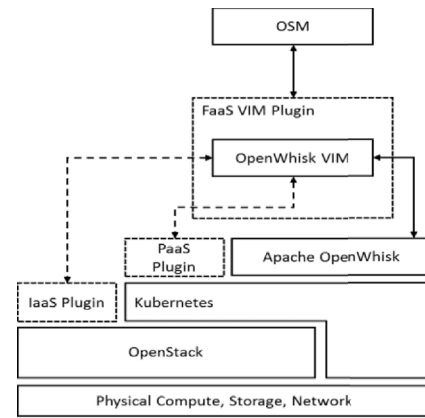 OSM
FaaS VIM Plugin
OpenWhisk VIM
PaaS
Plugin
Apache OpenWhisk
IaaS Plugin
Kubernetes
OpenStack
Physical Compute, Storage, Network